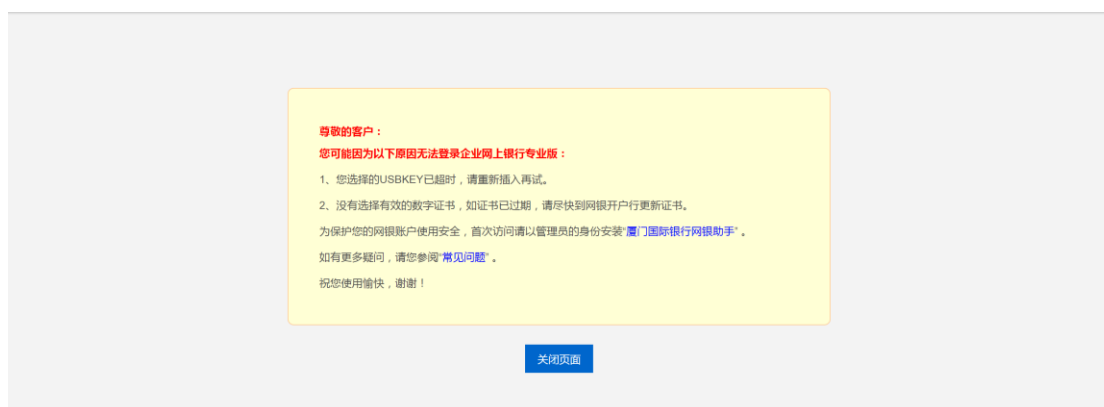 尊敬的客户：
您可能因为以下原因无法登录企业网上银行专业版：
1、您选择的USBKEY已超时，请重新插入再试。
2、没有选择有效的数字证书，如证书已过期，请尽快到网银开户行更新证书。
为保护您的网银账户使用安全，首次访问请以管理员的身份安装“厦门国际银行网银助手”。
如有更多疑问，请您参阅“常见问题”。
祝您使用愉快，谢谢！
关闭页面